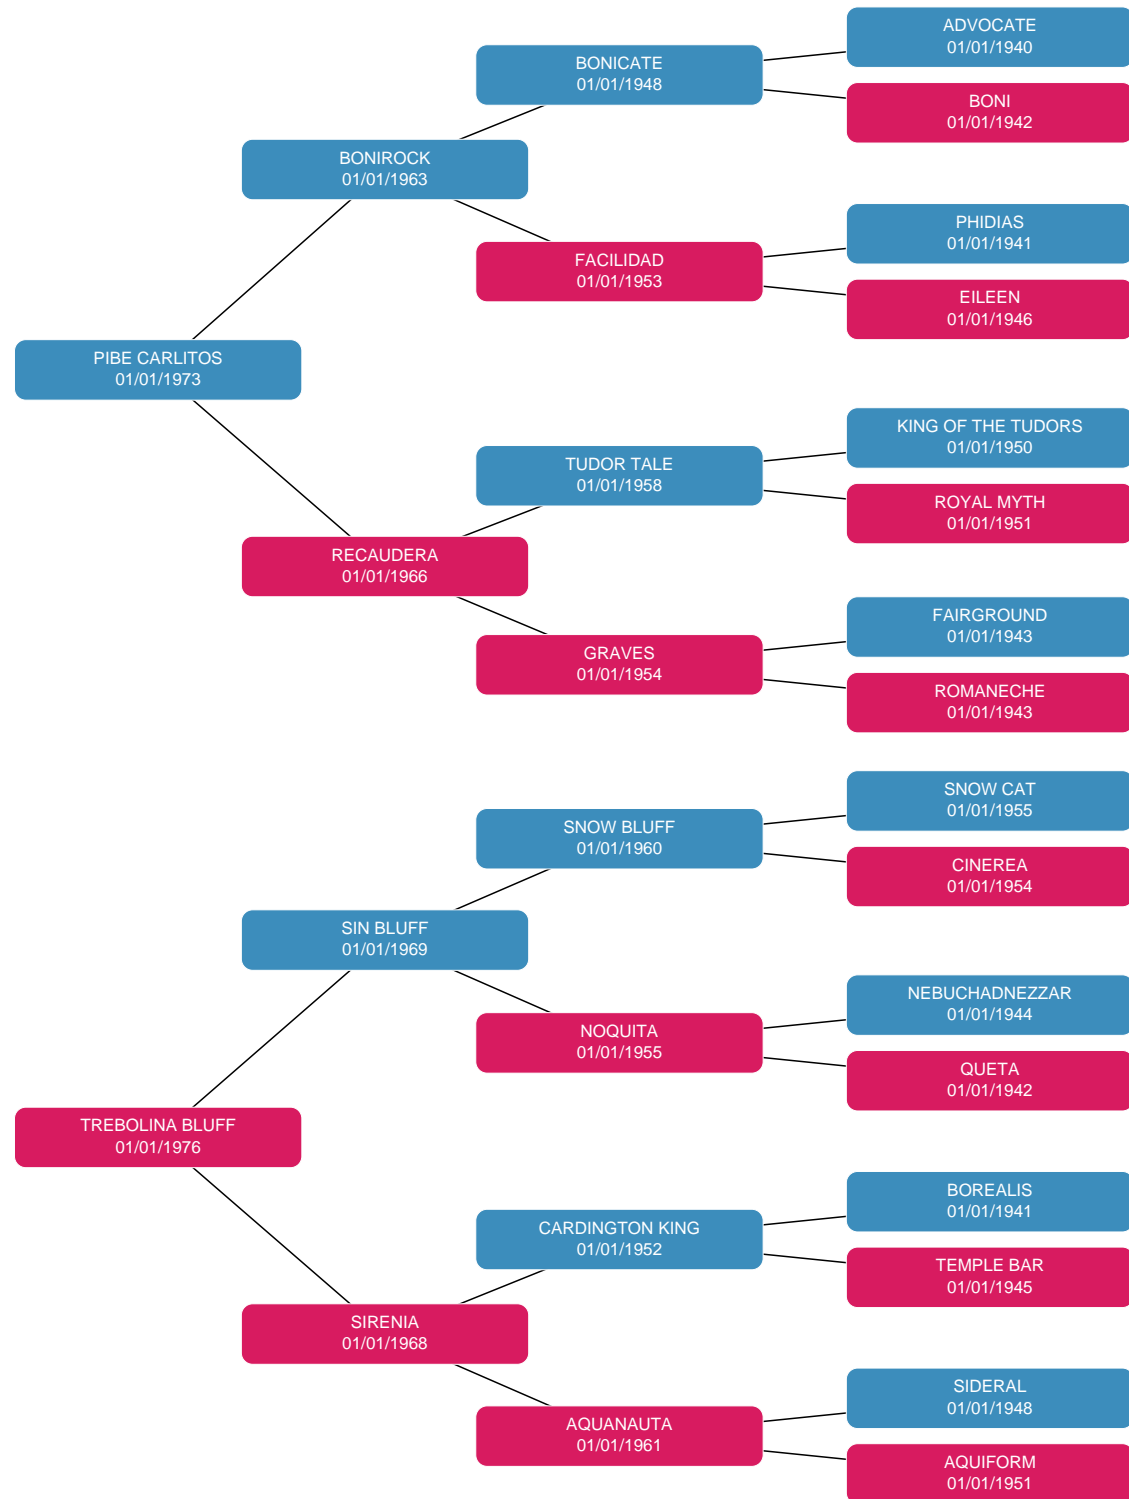 ADVOCATE
01/01/1940
BONICATE
01/01/1948
BONI
01/01/1942
BONIROCK
01/01/1963
PHIDIAS
01/01/1941
FACILIDAD
01/01/1953
EILEEN
01/01/1946
PIBE CARLITOS
01/01/1973
KING OF THE TUDORS
01/01/1950
TUDOR TALE
01/01/1958
ROYAL MYTH
01/01/1951
RECAUDERA
01/01/1966
FAIRGROUND
01/01/1943
GRAVES
01/01/1954
ROMANECHE
01/01/1943
SNOW CAT
01/01/1955
SNOW BLUFF
01/01/1960
CINEREA
01/01/1954
SIN BLUFF
01/01/1969
NEBUCHADNEZZAR
01/01/1944
NOQUITA
01/01/1955
QUETA
01/01/1942
TREBOLINA BLUFF
01/01/1976
BOREALIS
01/01/1941
CARDINGTON KING
01/01/1952
TEMPLE BAR
01/01/1945
SIRENIA
01/01/1968
SIDERAL
01/01/1948
AQUANAUTA
01/01/1961
AQUIFORM
01/01/1951